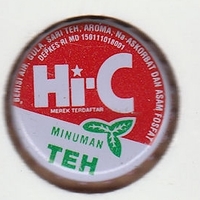 BERISI AIR, GULA, SARI TEH, AROMA, Na-ASKORBAT DAN ASAM FOSFAT
DEPKES RI MD 150111018001
Hi-C
MEREK TERDAFTAR
MINUMAN
TEH